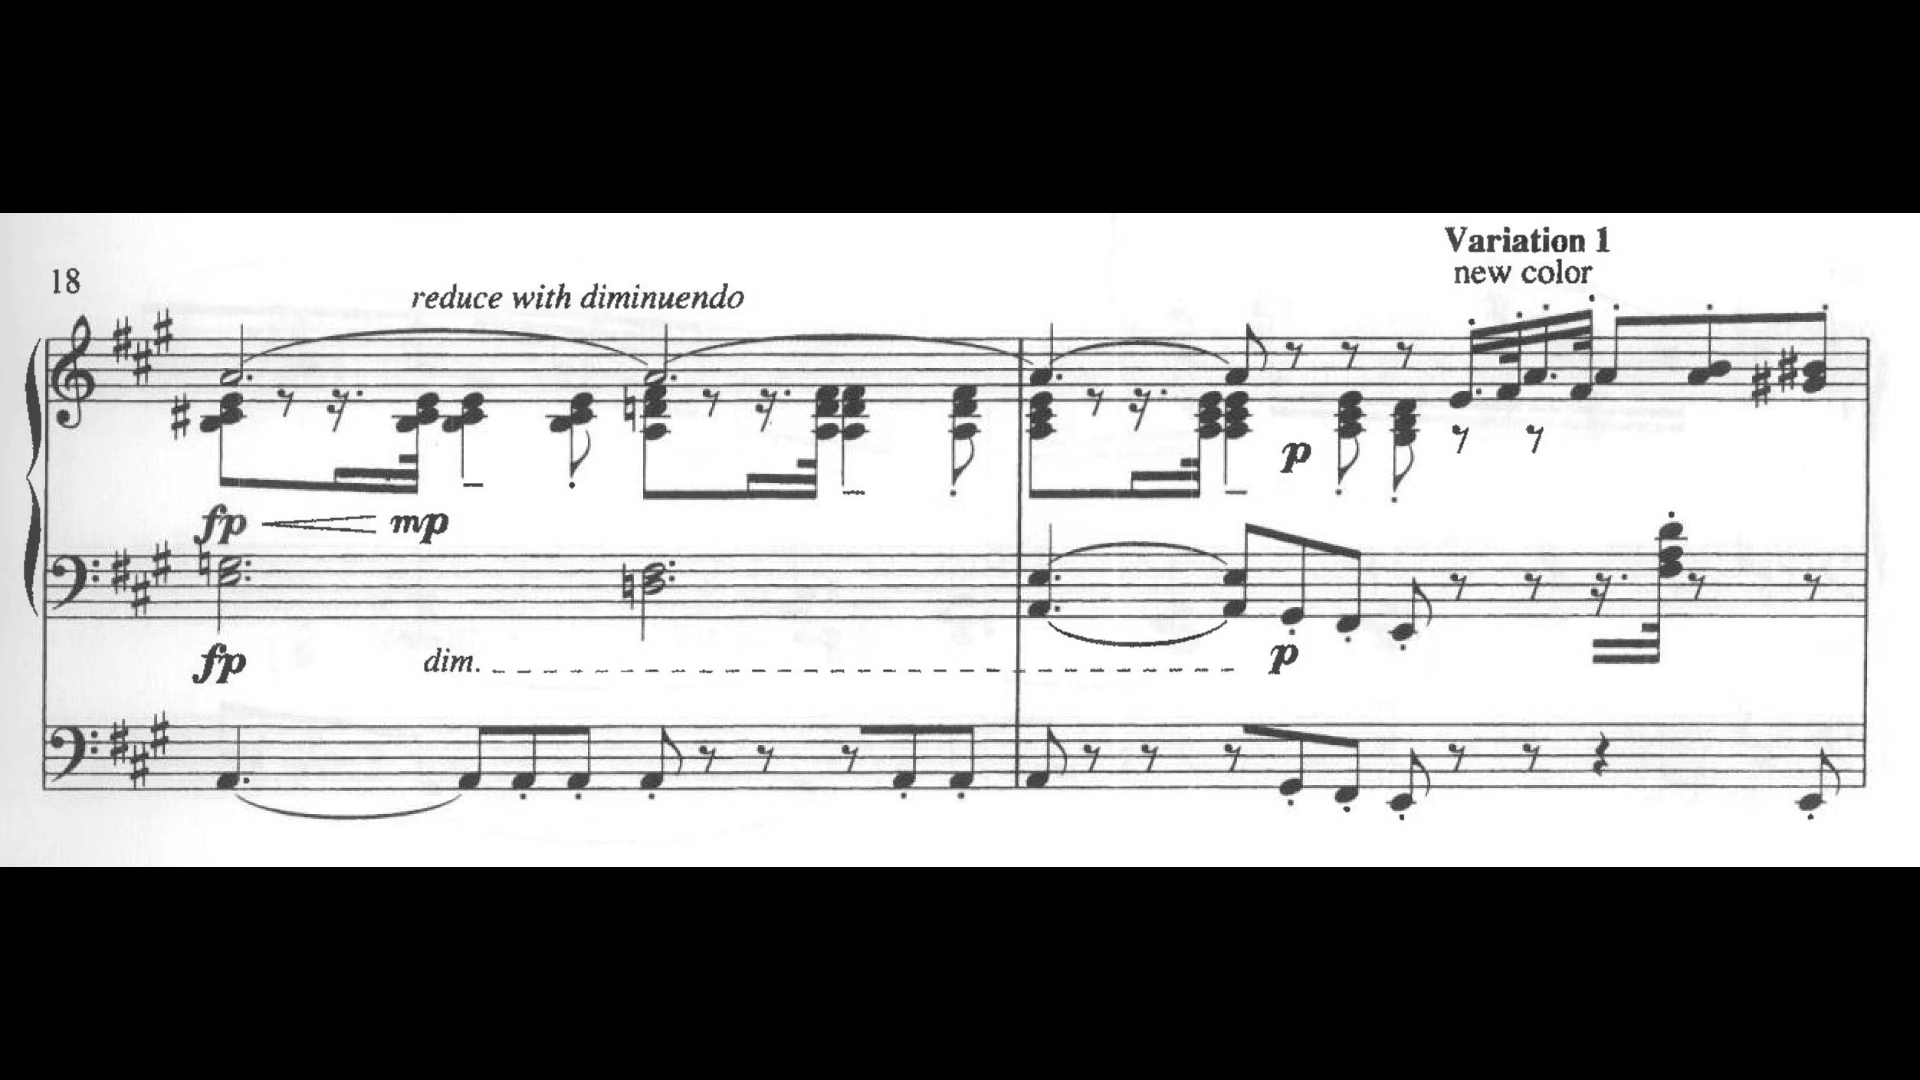 Variation 1
new color
18
reduce with diminuendo
fp mp
p
fp dim. p